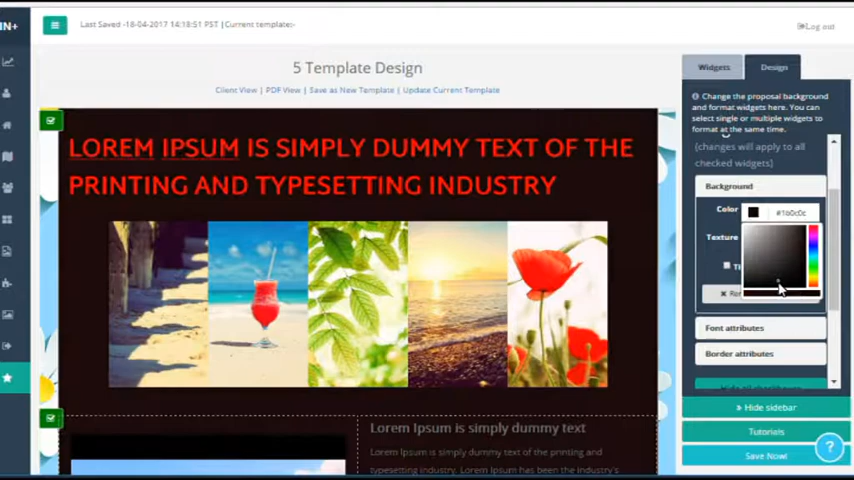 IN+
Last Saved -18-04-2017 14:18:51 PST |Current template:-
Log out
5 Template Design
Client View | PDF View | Save as New Template | Update Current Template
LOREM IPSUM IS SIMPLY DUMMY TEXT OF THE
PRINTING AND TYPESETTING INDUSTRY
Lorem Ipsum is simply dummy text
Lorem Ipsum is simply dummy text of the printing and
typesetting industry. Lorem Ipsum has been the industry's
Widgets
Design
Change the proposal background
and format widgets here. You can
select single or multiple widgets to
format at the same time.
(changes will apply to all
checked widgets)
Background
Color
#1b0c0c
Texture
Font attributes
Border attributes
» Hide sidebar
Tutorials
Save Now!
?